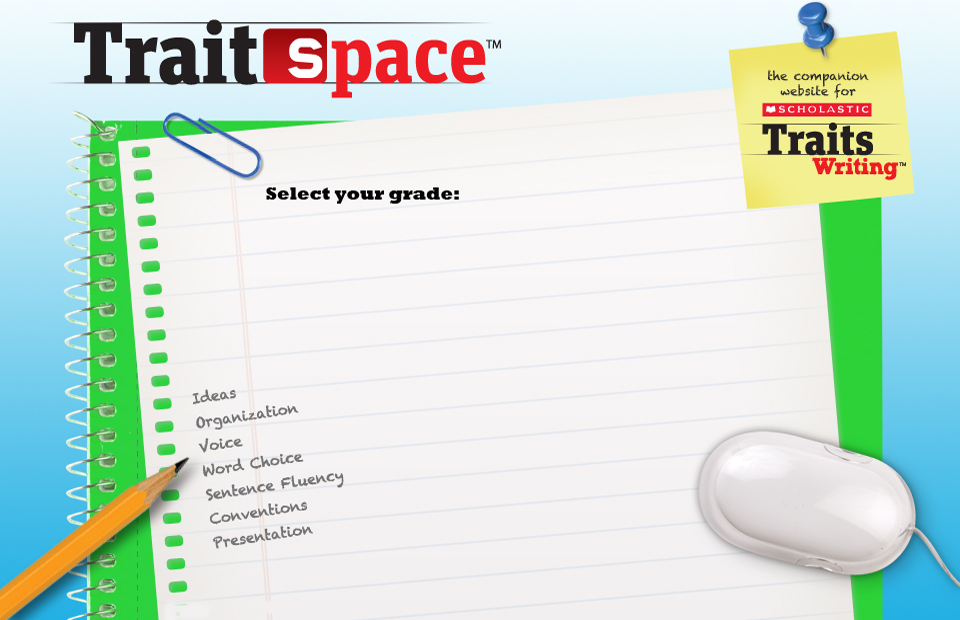 Traitspace™
the companion
website for
SCHOLASTIC
Traits
Writing™
Select your grade:
Ideas
Organization
Voice
Word Choice
Sentence Fluency
Conventions
Presentation